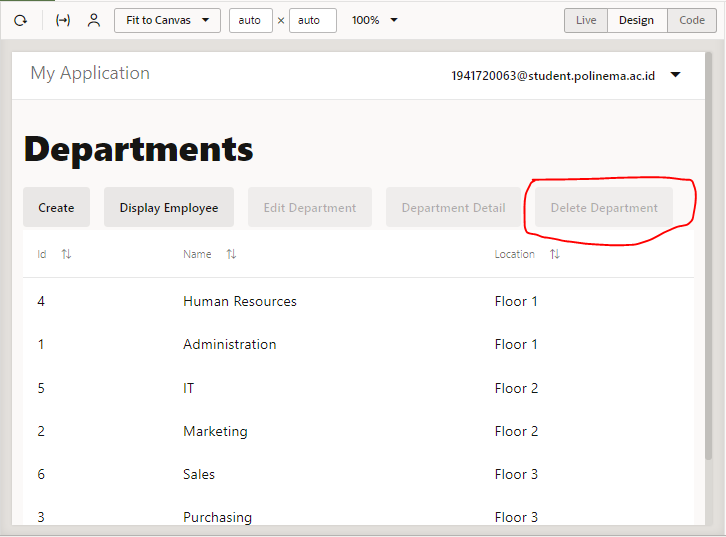 Fit to Canvas auto × auto 100% Live Design Code
My Application 1941720063@student.polinema.ac.id
Departments
Create Display Employee Edit Department Department Detail Delete Department
Id Name Location
4 Human Resources Floor 1
1 Administration Floor 1
5 IT Floor 2
2 Marketing Floor 2
6 Sales Floor 3
3 Purchasing Floor 3